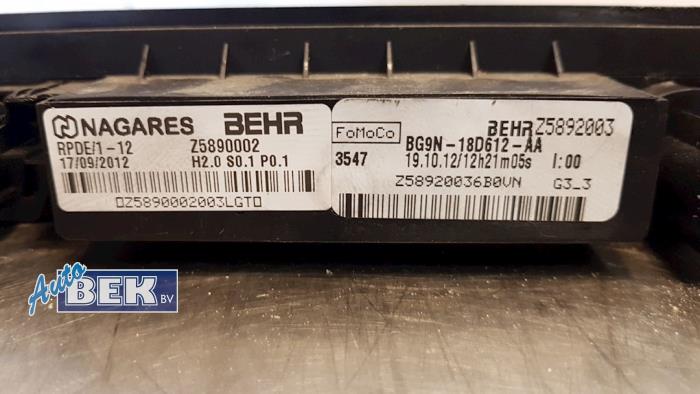 NAGARES BEHR
RPDE/1-12 Z5890002
17/09/2012 H2.0 S0.1 P0.1
▯Z5890002003LGT▯
BEHR Z5892003
FoMoCo BG9N-18D612-AA
3547 19.10.12/12h21m05s I:00
Z58920036B0VN G3_3
Auto
BEK BV